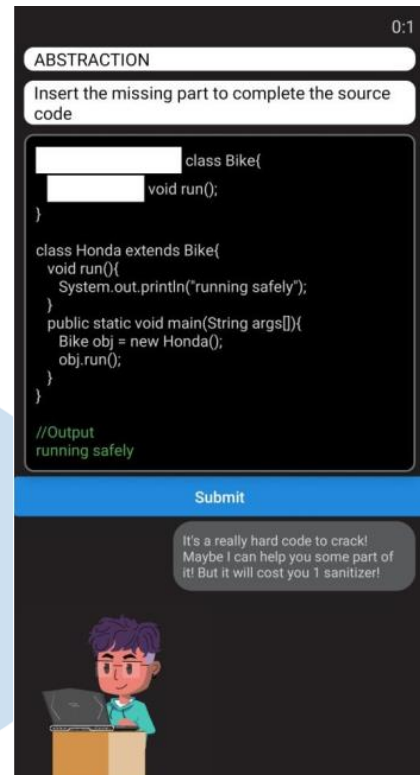 0:1
ABSTRACTION
Insert the missing part to complete the source
code
class Bike{
void run();
}
class Honda extends Bike{
void run(){
System.out.println("running safely");
}
public static void main(String args[]){
Bike obj = new Honda();
obj.run();
}
}
//Output
running safely
Submit
It's a really hard code to crack!
Maybe I can help you some part of
it! But it will cost you 1 sanitizer!